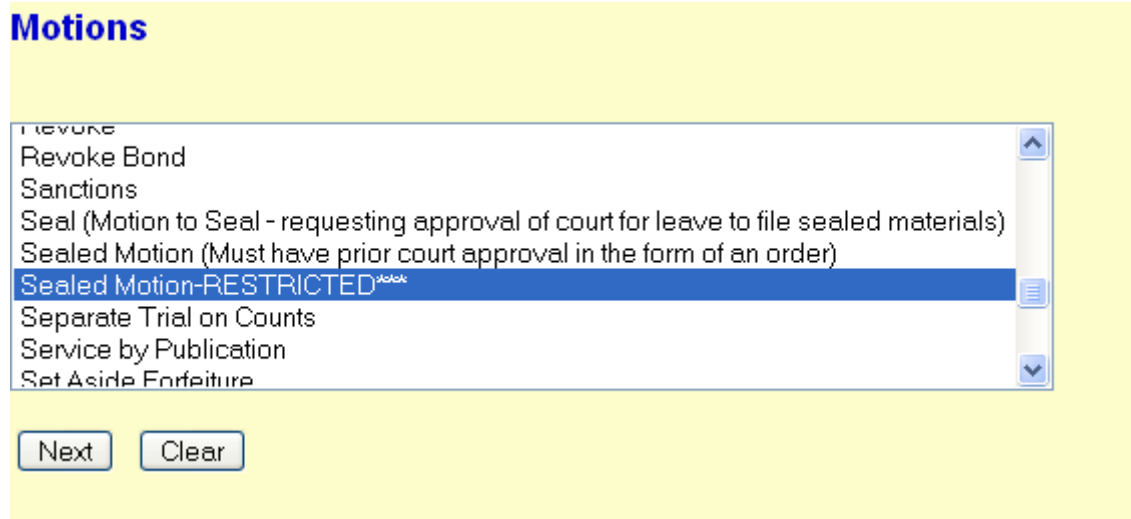 Motions
Revoke
Revoke Bond
Sanctions
Seal (Motion to Seal - requesting approval of court for leave to file sealed materials)
Sealed Motion (Must have prior court approval in the form of an order)
Sealed Motion-RESTRICTED***
Separate Trial on Counts
Service by Publication
Set Aside Forfeiture
Next Clear